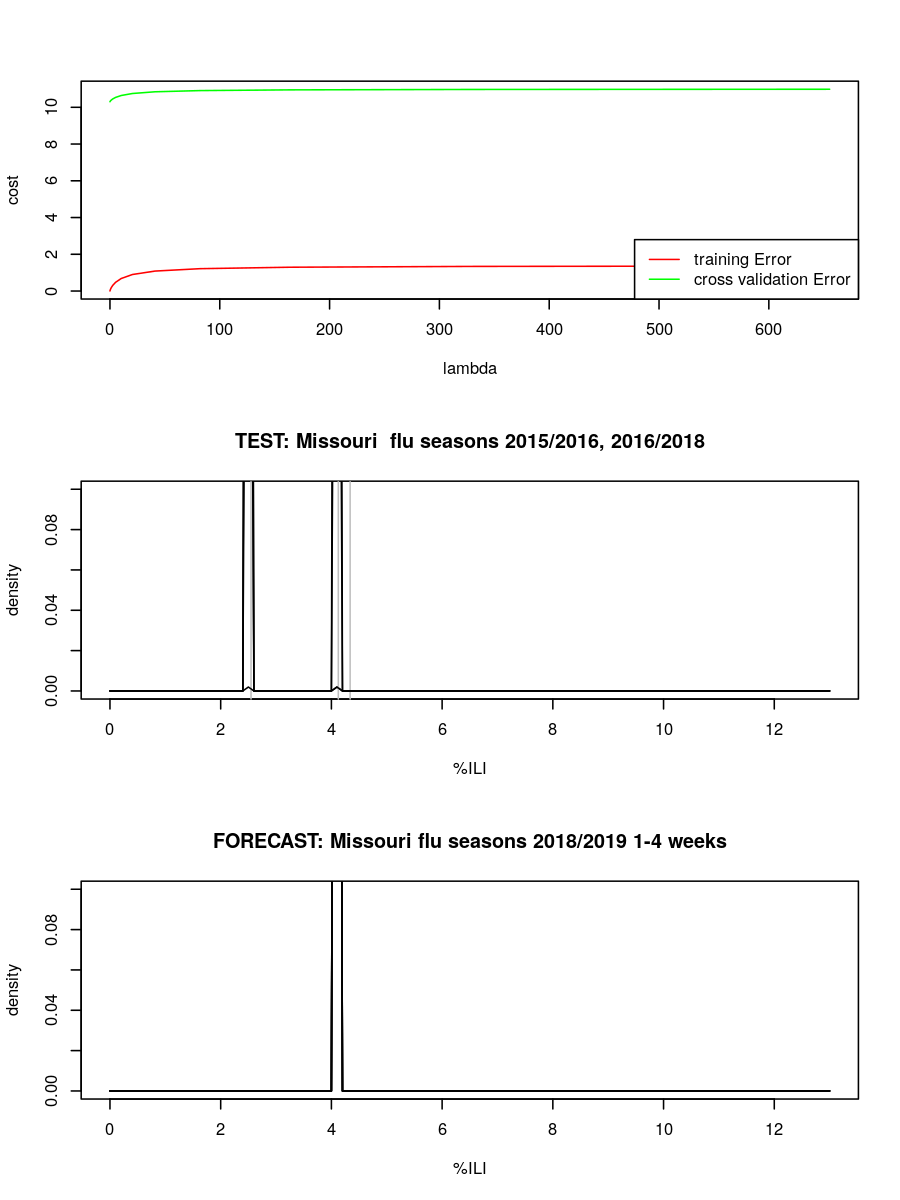 10
8
6
4
2
0
cost
training Error
cross validation Error
0 100 200 300 400 500 600
lambda
TEST: Missouri  flu seasons 2015/2016, 2016/2018
0.08
0.04
0.00
density
0 2 4 6 8 10 12
%ILI
FORECAST: Missouri flu seasons 2018/2019 1-4 weeks
0.08
0.04
0.00
density
0 2 4 6 8 10 12
%ILI